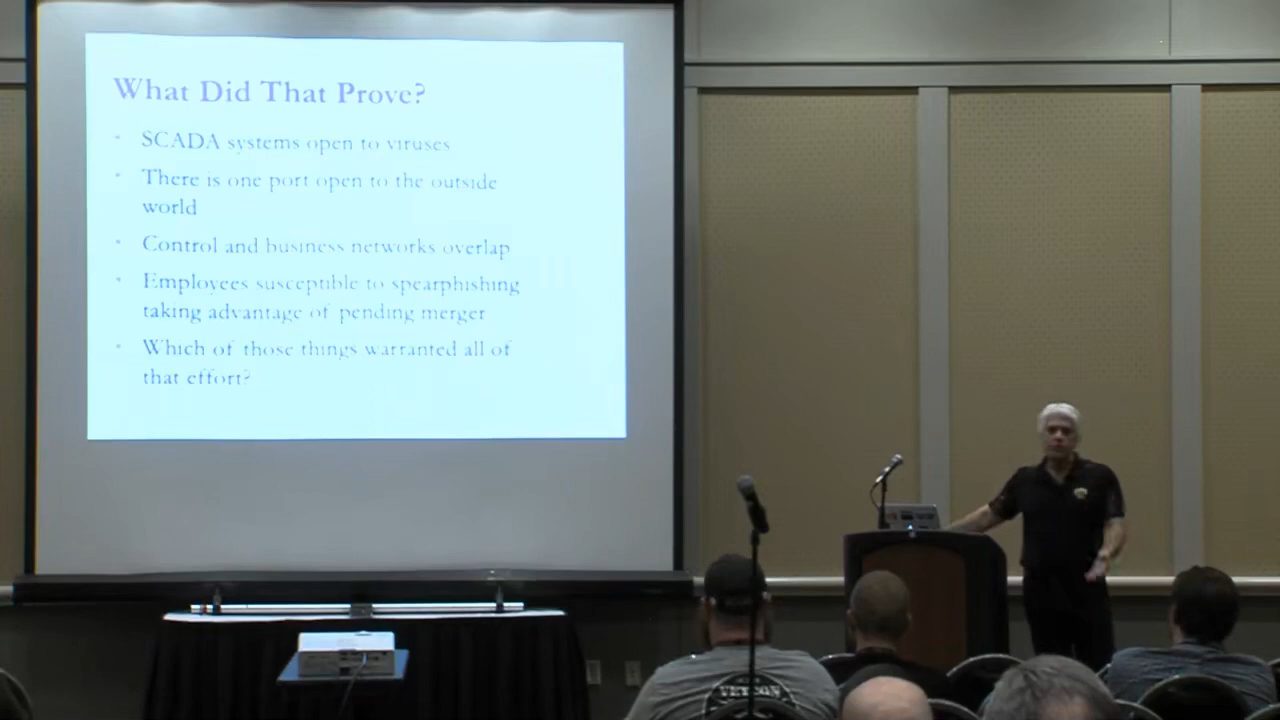 What Did That Prove?
SCADA systems open to viruses
There is one port open to the outside
world
Control and business networks overlap
Employees susceptible to spearphishing
taking advantage of pending merger
Which of those things warranted all of
that effort?